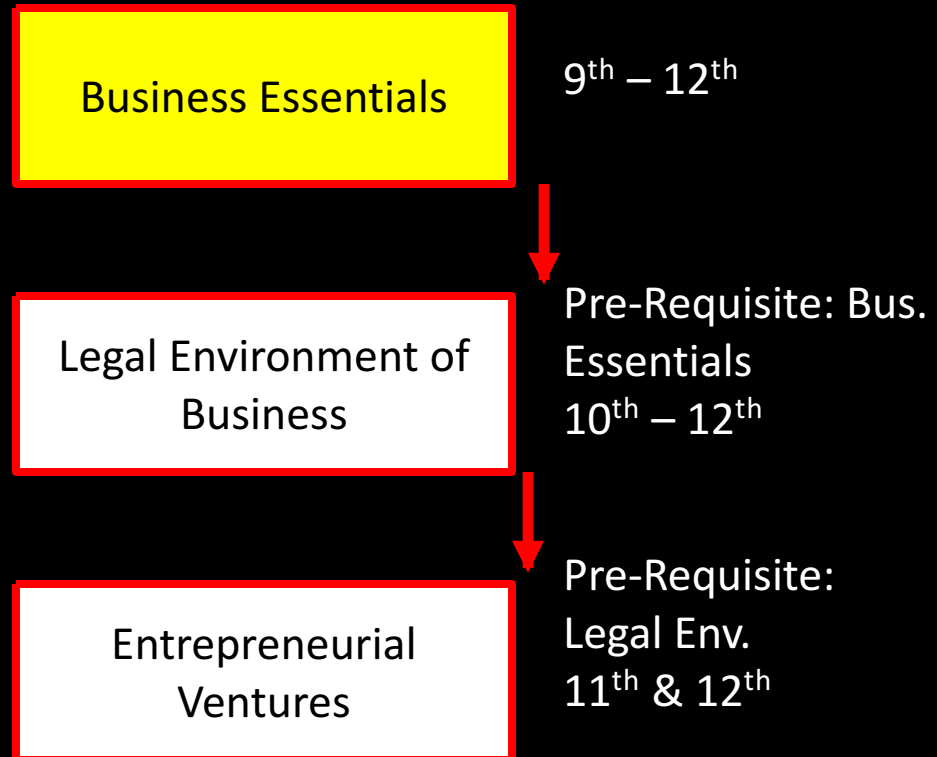 Business Essentials
9th – 12th
Legal Environment of
Business
Pre-Requisite: Bus.
Essentials
10th – 12th
Entrepreneurial
Ventures
Pre-Requisite:
Legal Env.
11th & 12th